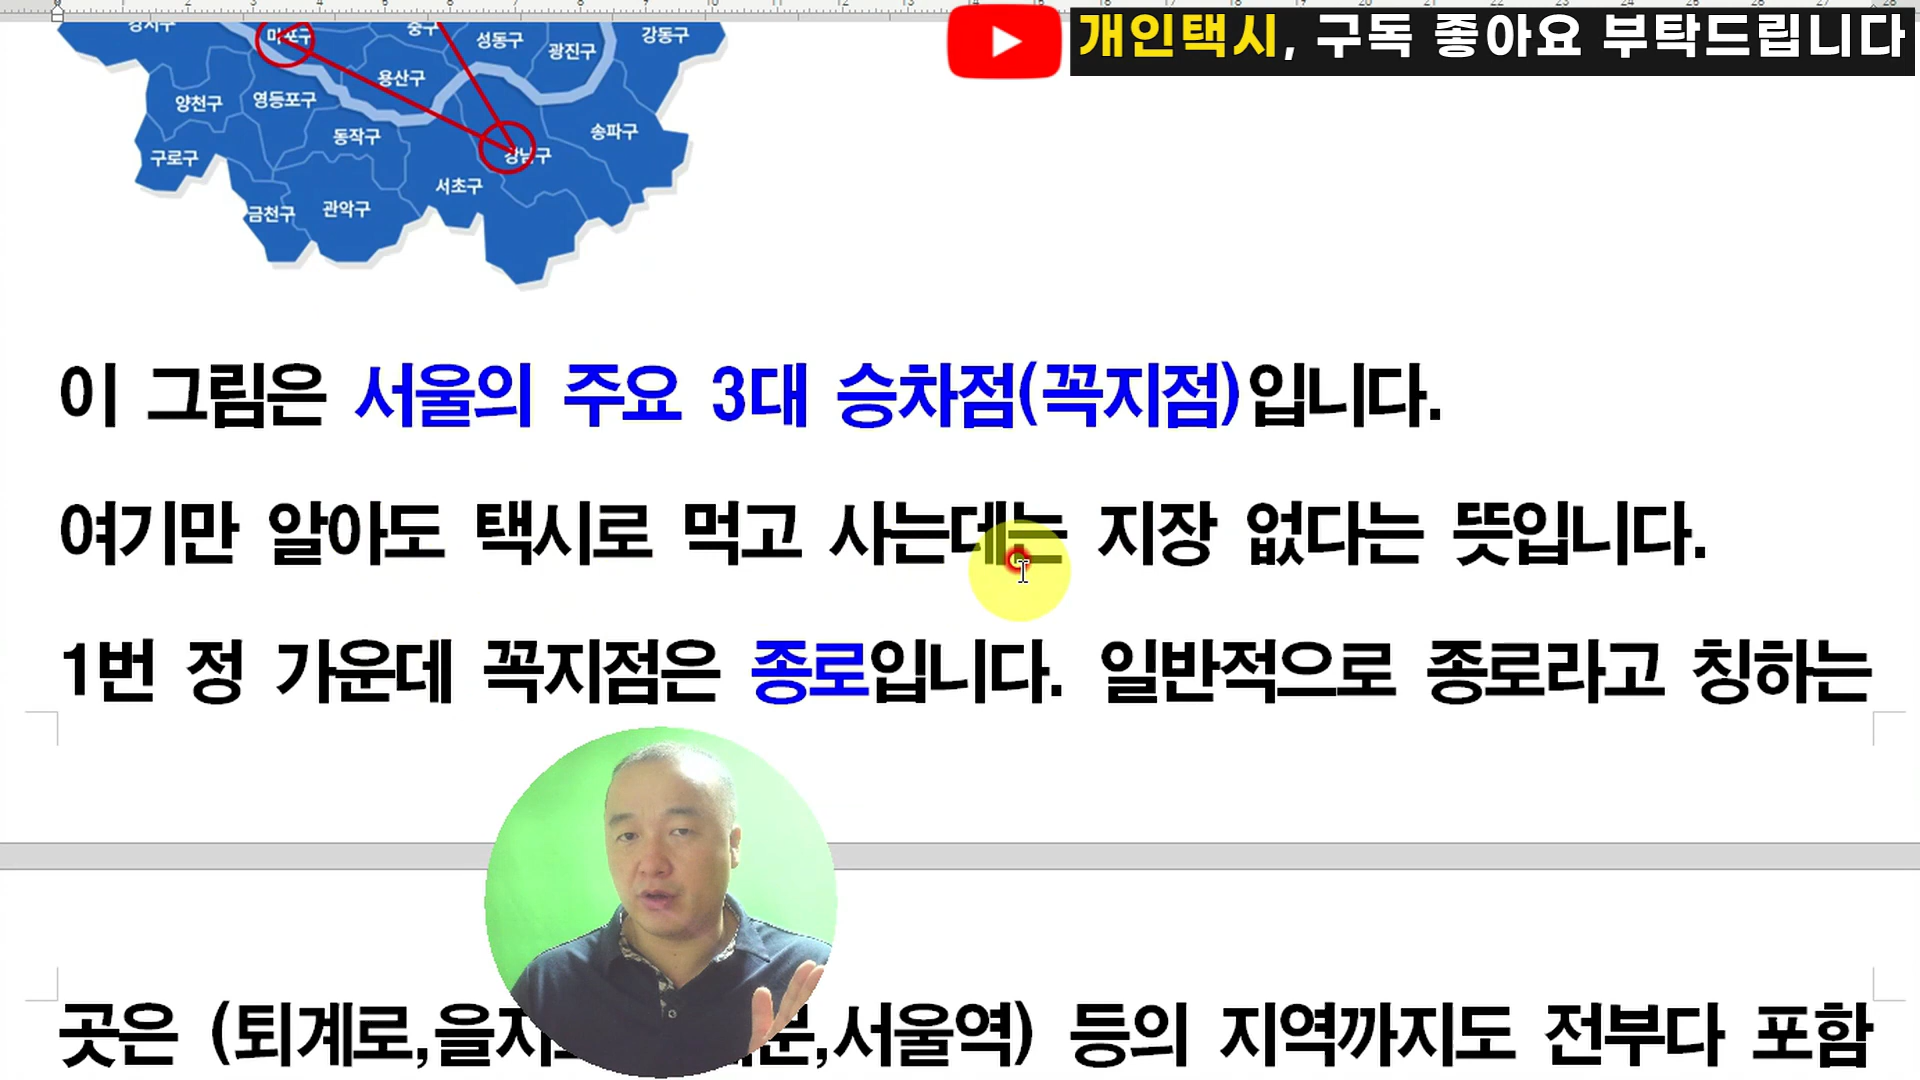 개인택시, 구독 좋아요 부탁드립니다
강동구
성동구
광진구
용산구
양천구
영등포구
동작구
송파구
구로구
강남구
서초구
금천구
관악구
이 그림은 서울의 주요 3대 승차점(꼭지점)입니다.
여기만 알아도 택시로 먹고 사는데는 지장 없다는 뜻입니다.
1번 정 가운데 꼭지점은 종로입니다. 일반적으로 종로라고 칭하는
곳은 (퇴계로,을지 문,서울역) 등의 지역까지도 전부다 포함